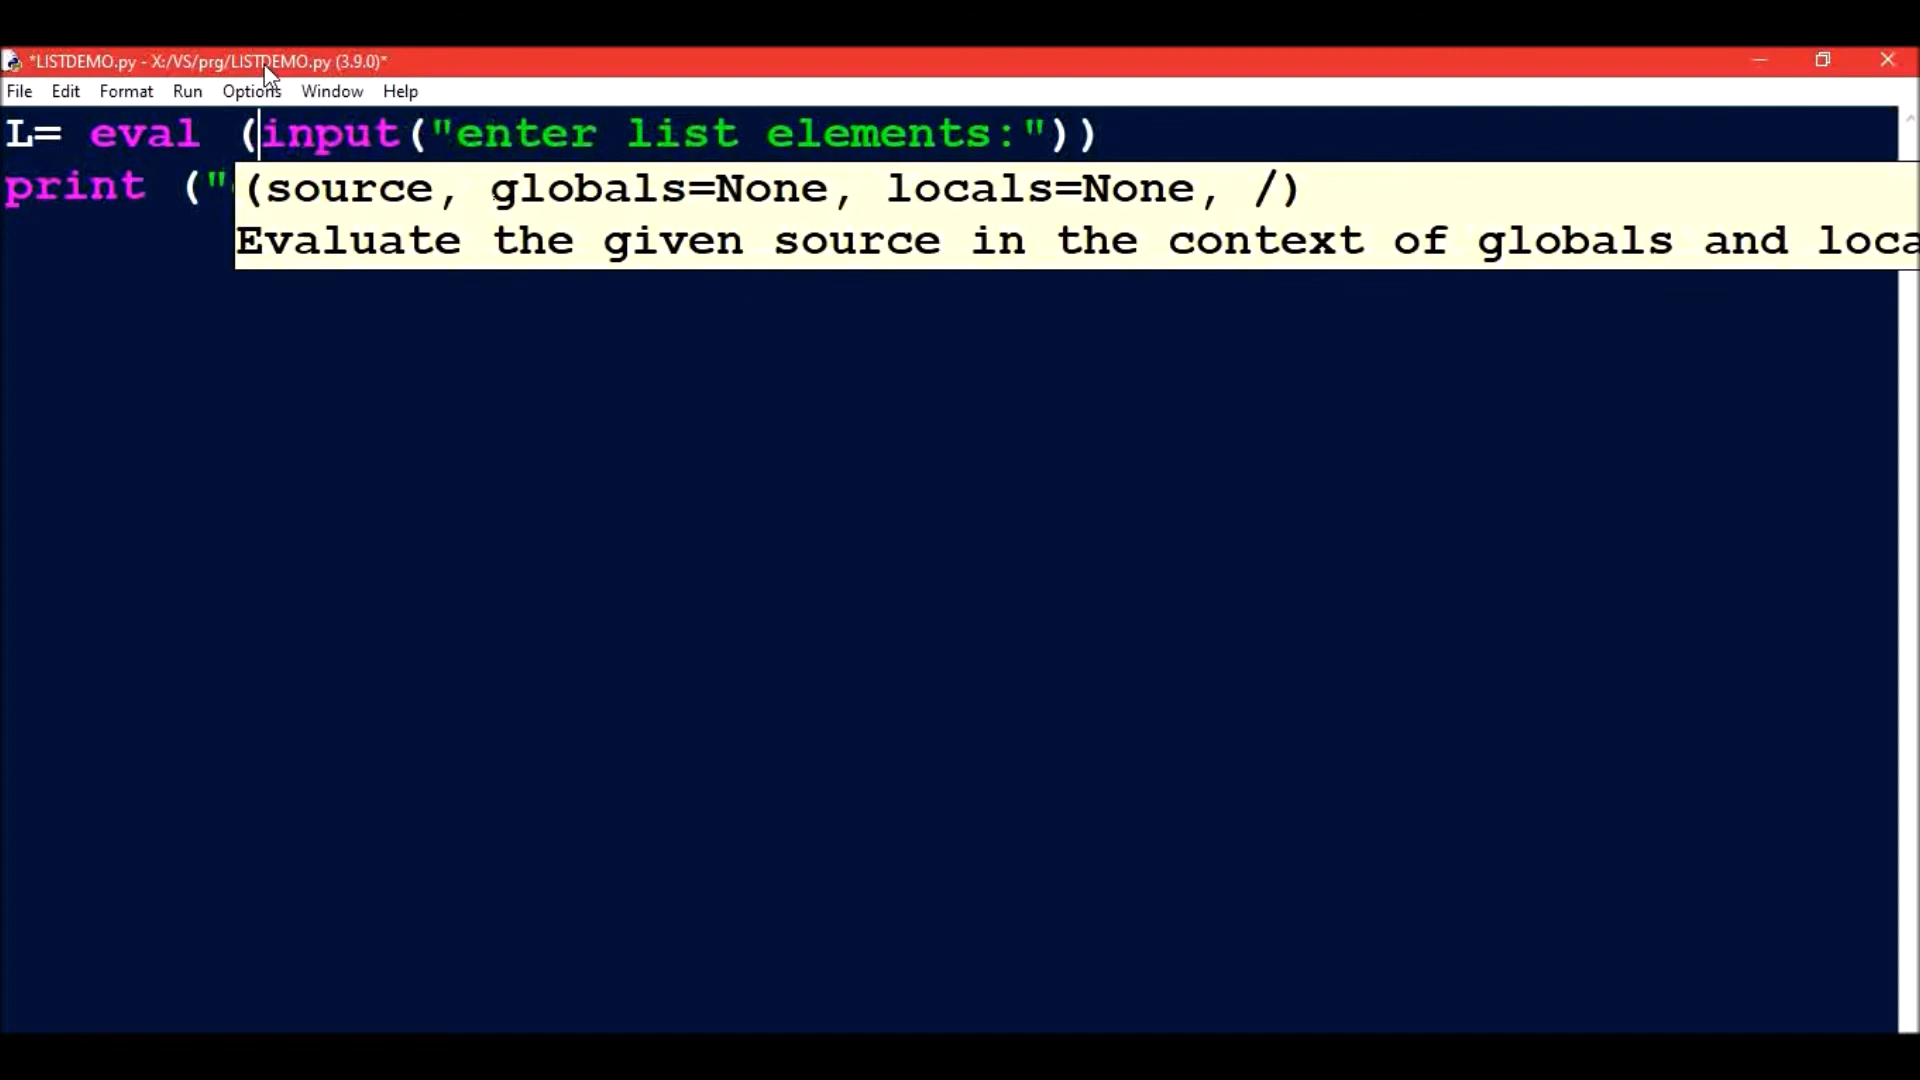 *LISTDEMO.py - X:/VS/prg/LISTDEMO.py (3.9.0)*
File Edit Format Run Options Window Help
L= eval (input("enter list elements:"))
print ("
(source, globals=None, locals=None, /)
Evaluate the given source in the context of globals and loca